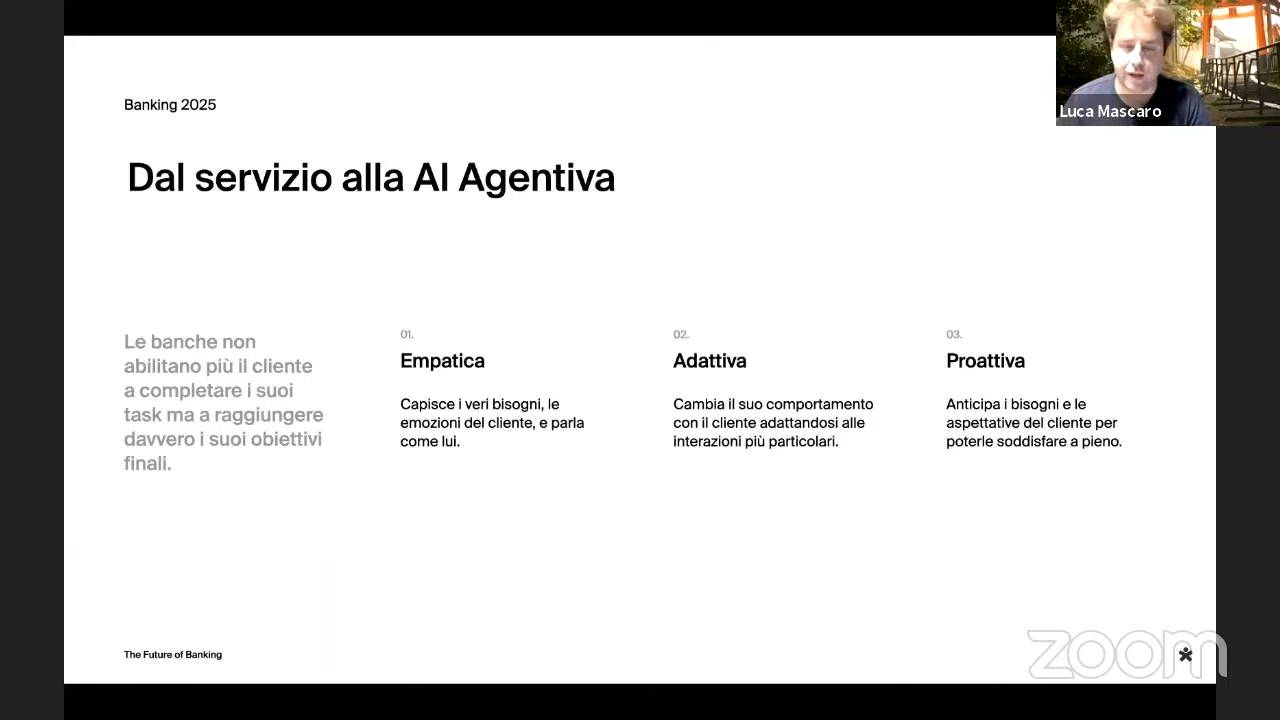 Banking 2025
Luca Mascaro
Dal servizio alla AI Agentiva
Le banche non
abilitano più il cliente
a completare i suoi
task ma a raggiungere
davvero i suoi obiettivi
finali.
01.
Empatica
Capisce i veri bisogni, le
emozioni del cliente, e parla
come lui.
02.
Adattiva
Cambia il suo comportamento
con il cliente adattandosi alle
interazioni più particolari.
03.
Proattiva
Anticipa i bisogni e le
aspettative del cliente per
poterle soddisfare a pieno.
The Future of Banking
zoom